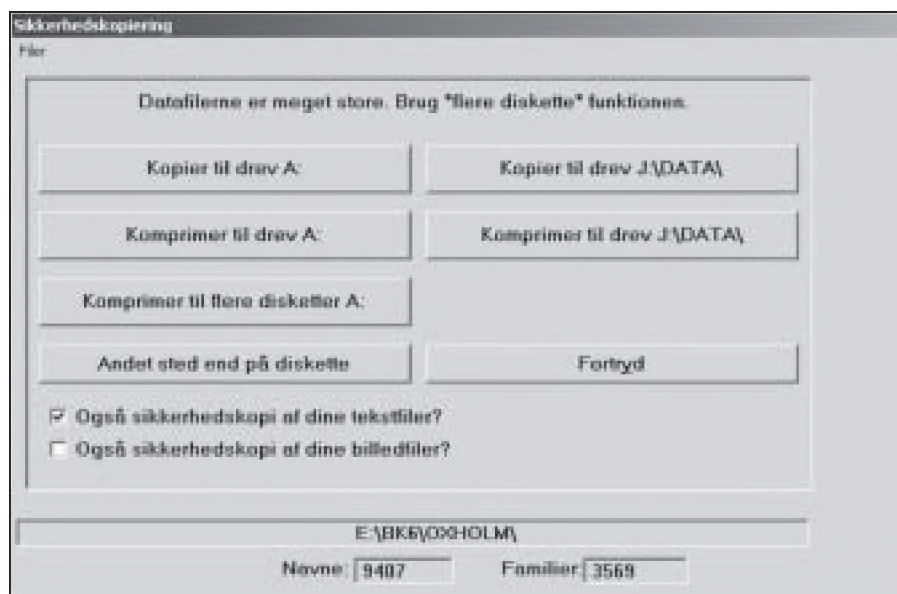 Sikkerhedskopiering
Filer
Datafilerne er meget store. Brug "flere diskette" funktionen.
Kopier til drev A:
Kopier til drev J:\DATA\
Komprimer til drev A:
Komprimer til drev J:\DATA\
Komprimer til flere disketter A:
Andet sted end på diskette
Fortryd
Også sikkerhedskopi af dine tekstfiler?
Også sikkerhedskopi af dine billedfiler?
E:\BK6\OXHOLM\
Navne: 9407
Familier 3569